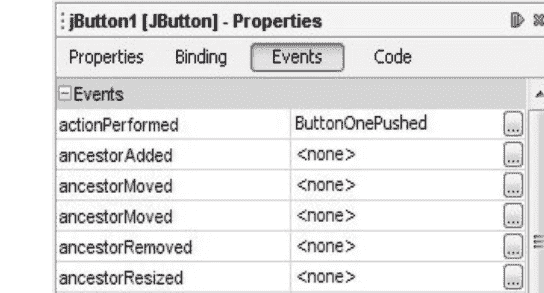 jButton1 [JButton] - Properties
Properties Binding Events Code
Events
actionPerformed ButtonOnePushed ...
ancestorAdded <none> ...
ancestorMoved <none> ...
ancestorMoved <none> ...
ancestorRemoved <none> ...
ancestorResized <none> ...